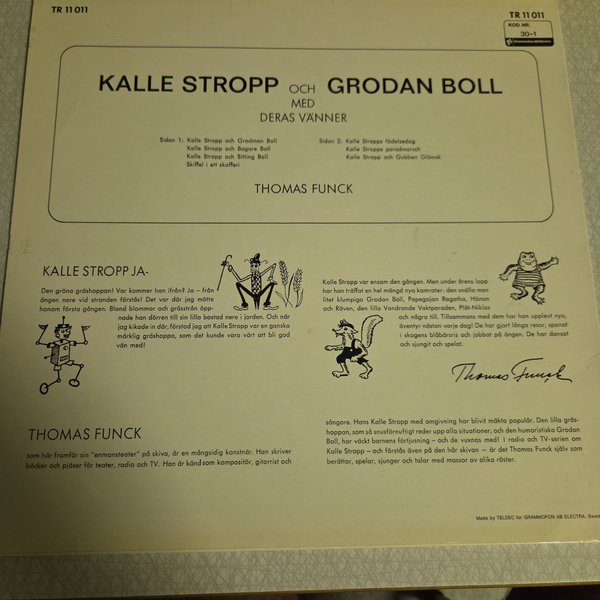 TR 11 011
TR 11 011
KOD. NR.
30-1
Grammofon AB Electra
KALLE STROPP OCH GRODAN BOLL
MED
DERAS VÄNNER
Sidan 1: Kalle Stropp och Grodman Boll
Kalle Stropp och Bagare Boll
Kalle Stropp och Sitting Boll
Skiffel i ett skafferi
Sidan 2: Kalle Stropps födelsedag
Kalle Stropps paradmarsch
Kalle Stropp och Gubben Glömsk
THOMAS FUNCK
KALLE STROPP JA-
Den gröna gräshoppan! Var kommer han ifrån? Jo – från
ängen nere vid stranden förstås! Det var där jag mötte
honom första gången. Bland blommor och grässtrån öpp-
nade han dörren till sin lilla bostad nere i jorden. Och när
jag kikade in där, förstod jag att Kalle Stropp var en ganska
märklig gräshoppa, som det kunde vara värt att bli god
vän med!
Kalle Stropp var ensam den gången. Men under årens lopp
har han träffat en hel mängd nya kamrater: den snälla men
litet klumpiga Grodan Boll, Papegojan Ragatha, Hönan
och Räven, den lilla Vandrande Vaktparaden, Plåt-Niklas
och några till. Tillsammans med dem har han upplevt nya,
äventyr nästan varje dag! De har gjort långa resor, spanat
i skogens blåbärsris och jobbat på ängen. De har dansat
och sjungit och spelat.
Thomas Funck
THOMAS FUNCK
som här framför sin "enmansteater" på skiva, är en mångsidig konstnär. Han skriver
böcker och pjäser för teater, radio och TV. Han är känd som kompositör, gitarrist och
sångare. Hans Kalle Stropp med omgivning har blivit mäkta populär. Den lilla gräs-
hoppan, som så snusförnuftigt reder upp alla situationer, och den humoristiske Grodan
Boll, har väckt barnens förtjusning – och de vuxnas med! I radio och TV-serien om
Kalle Stropp – och förstås även på den här skivan – är det Thomas Funck själv som
berättar, spelar, sjunger och talar med massor av olika röster.
Made by TELDEC for GRAMMOFON AB ELECTRA, Swed